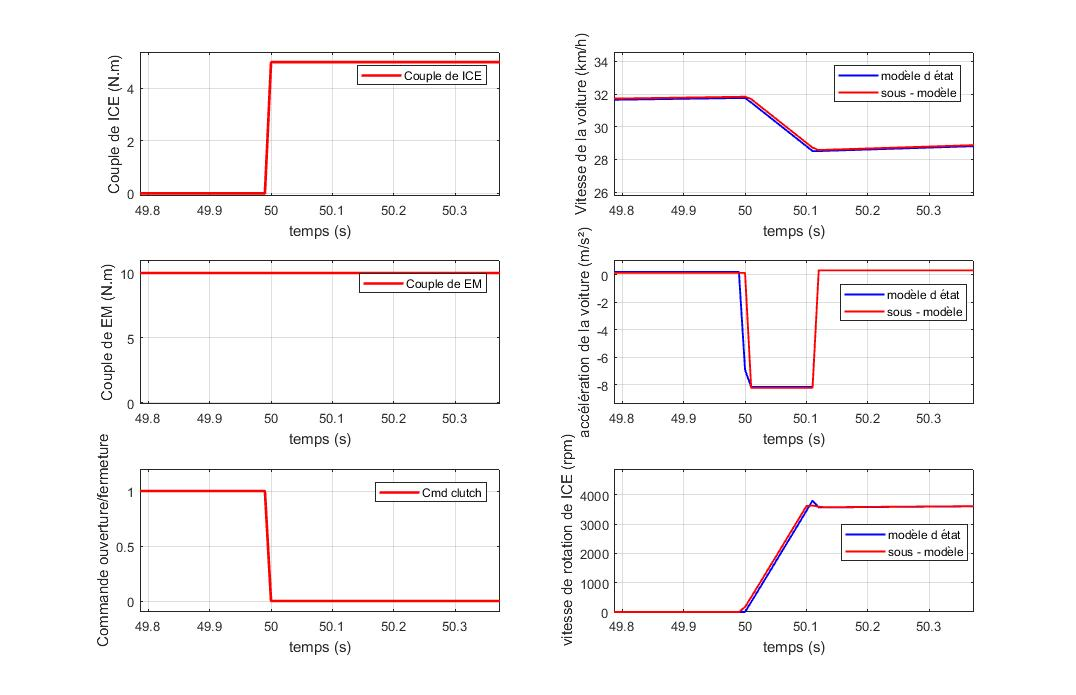 Couple de ICE (N.m)
4
2
0
Couple de ICE
49.8 49.9 50 50.1 50.2 50.3
temps (s)
Vitesse de la voiture (km/h)
34
32
30
28
26
modèle d état
sous - modèle
49.8 49.9 50 50.1 50.2 50.3
temps (s)
Couple de EM (N.m)
10
5
0
Couple de EM
49.8 49.9 50 50.1 50.2 50.3
temps (s)
accélération de la voiture (m/s²)
0
-2
-4
-6
-8
modèle d état
sous - modèle
49.8 49.9 50 50.1 50.2 50.3
temps (s)
Commande ouverture/fermeture
1
0.5
0
Cmd clutch
49.8 49.9 50 50.1 50.2 50.3
temps (s)
vitesse de rotation de ICE (rpm)
4000
3000
2000
1000
0
modèle d état
sous - modèle
49.8 49.9 50 50.1 50.2 50.3
temps (s)